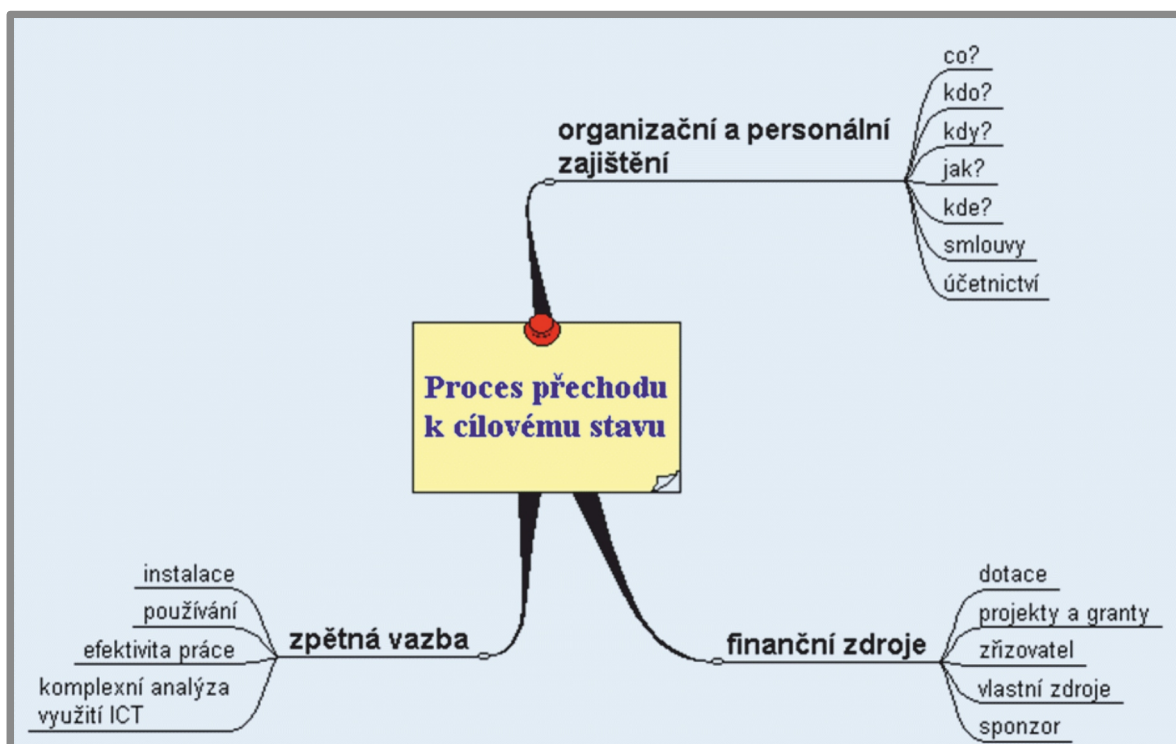 organizační a personální
zajištění
co?
kdo?
kdy?
jak?
kde?
smlouvy
účetnictví
Proces přechodu
k cílovému stavu
zpětná vazba
instalace
používání
efektivita práce
komplexní analýza
využití ICT
finanční zdroje
dotace
projekty a granty
zřizovatel
vlastní zdroje
sponzor